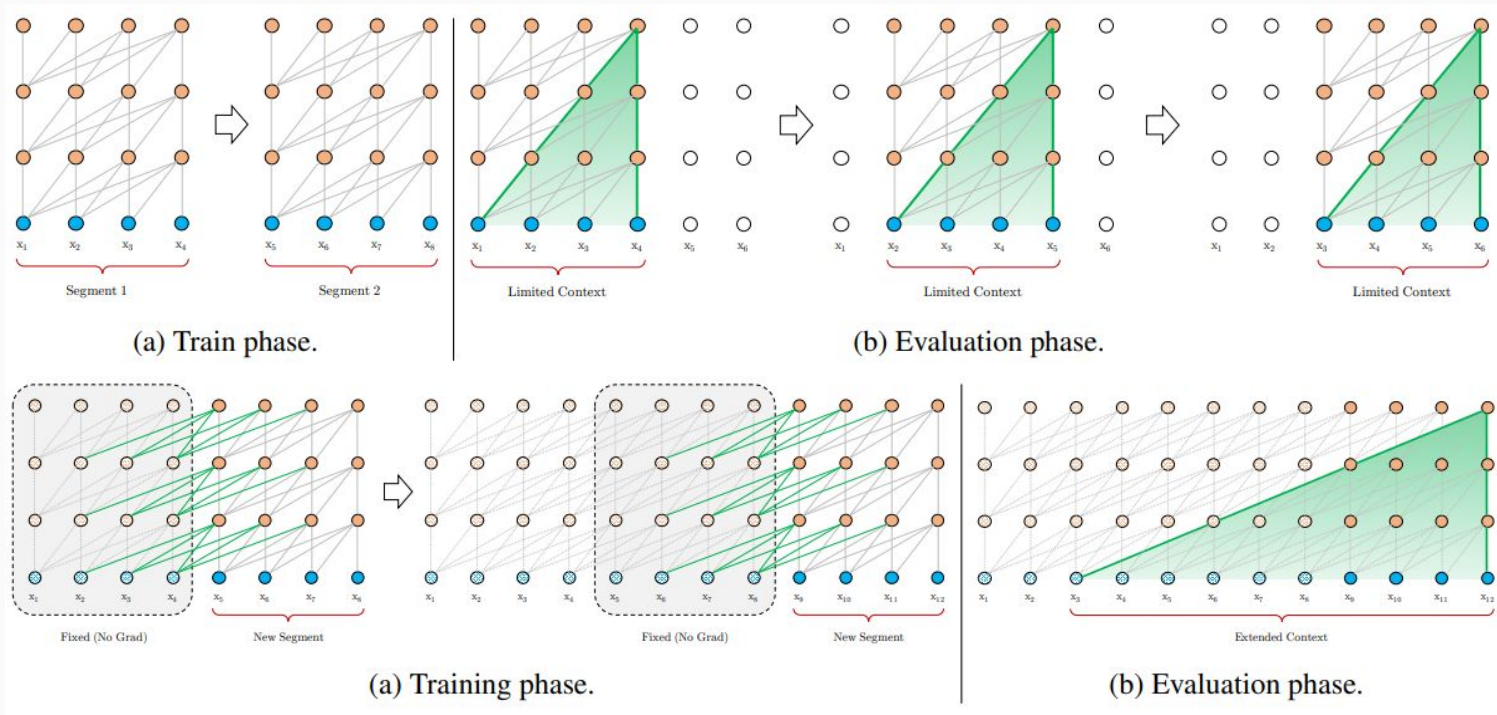 x₁ x₂ x₃ x₄ x₅ x₆ x₇ x₈ x₁ x₂ x₃ x₄ x₅ x₆ x₁ x₂ x₃ x₄ x₅ x₆ x₁ x₂ x₃ x₄ x₅ x₆
Segment 1 Segment 2 Limited Context Limited Context Limited Context
(a) Train phase. (b) Evaluation phase.
x₁ x₂ x₃ x₄ x₅ x₆ x₇ x₈ x₁ x₂ x₃ x₄ x₅ x₆ x₇ x₈ x₉ x₁₀ x₁₁ x₁₂ x₁ x₂ x₃ x₄ x₅ x₆ x₇ x₈ x₉ x₁₀ x₁₁ x₁₂
Fixed (No Grad) New Segment Fixed (No Grad) New Segment Extended Context
(a) Training phase. (b) Evaluation phase.